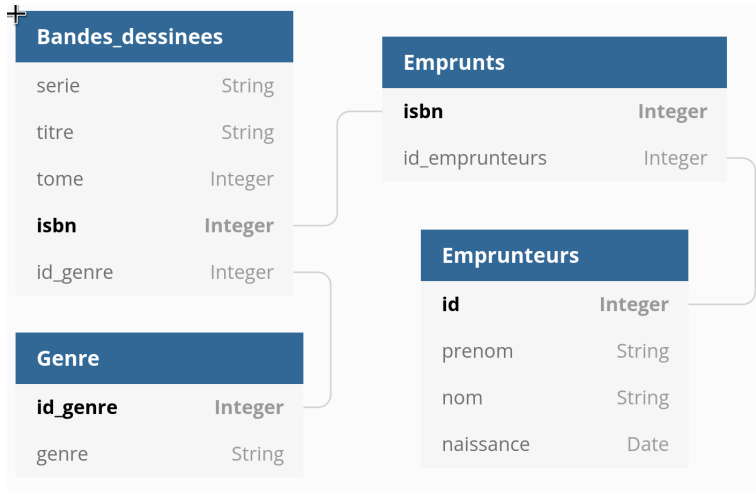 Bandes_dessinees
serie String
titre String
tome Integer
isbn Integer
id_genre Integer
Genre
id_genre Integer
genre String
Emprunts
isbn Integer
id_emprunteurs Integer
Emprunteurs
id Integer
prenom String
nom String
naissance Date